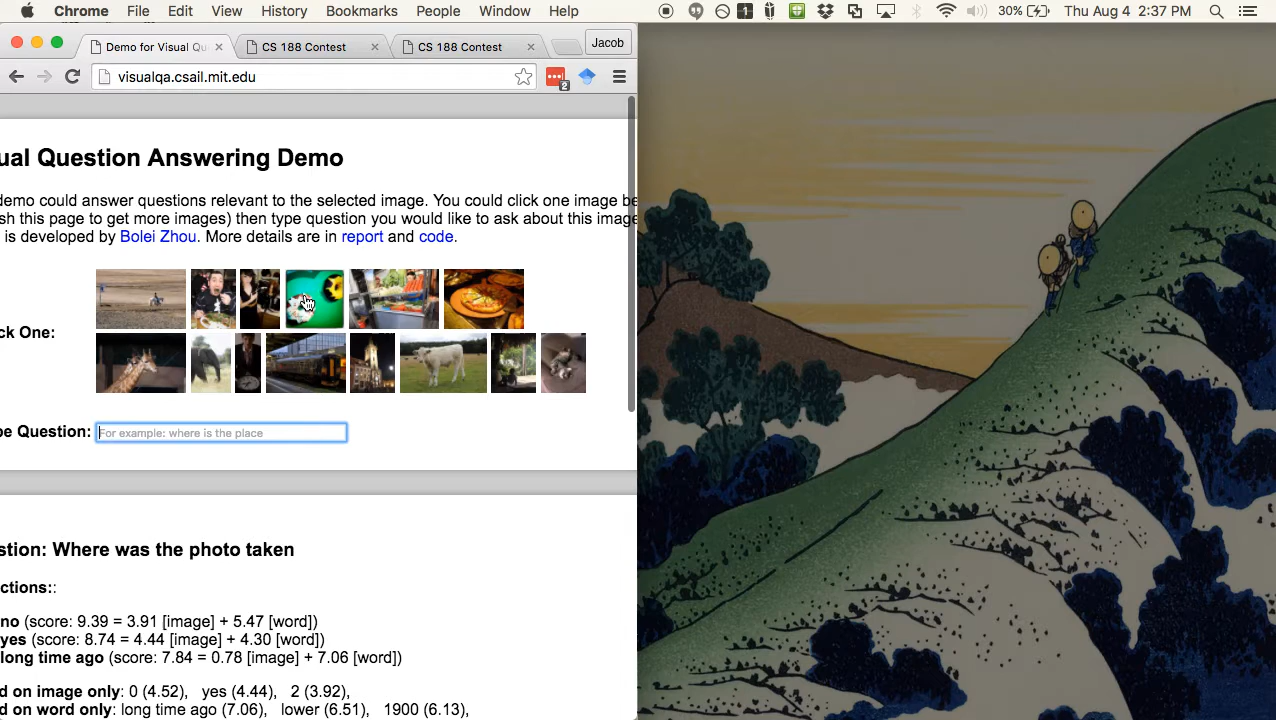 Chrome File Edit View History Bookmarks People Window Help 1 30% Thu Aug 4 2:37 PM
Demo for Visual Qu CS 188 Contest CS 188 Contest Jacob
visualqa.csail.mit.edu 2
ual Question Answering Demo
demo could answer questions relevant to the selected image. You could click one image be
sh this page to get more images) then type question you would like to ask about this image
is developed by Bolei Zhou. More details are in report and code.
ck One:
pe Question: For example: where is the place
stion: Where was the photo taken
ctions::
no (score: 9.39 = 3.91 [image] + 5.47 [word])
yes (score: 8.74 = 4.44 [image] + 4.30 [word])
long time ago (score: 7.84 = 0.78 [image] + 7.06 [word])
d on image only: 0 (4.52), yes (4.44), 2 (3.92),
d on word only: long time ago (7.06), lower (6.51), 1900 (6.13),